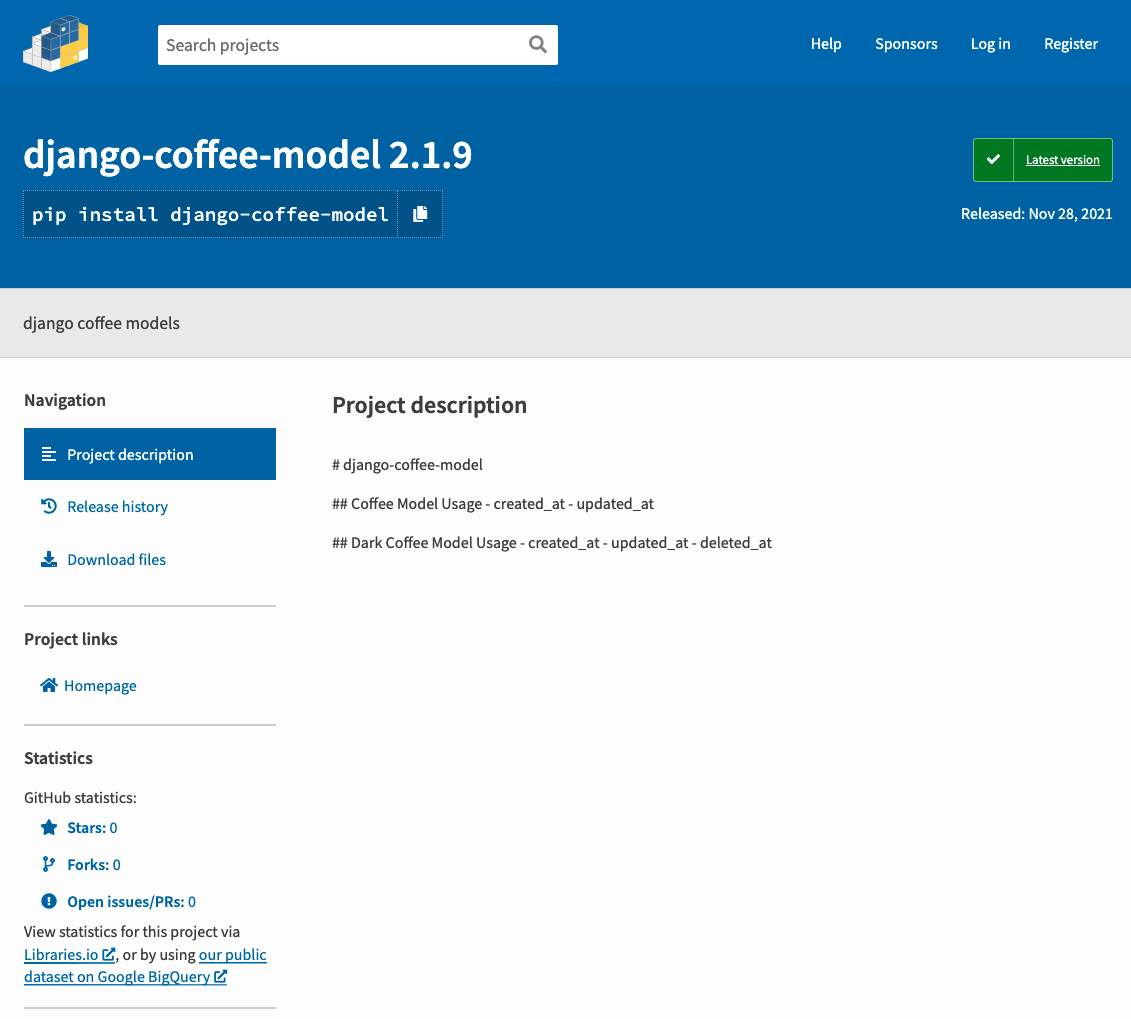 Search projects
Help
Sponsors
Log in
Register
django-coffee-model 2.1.9
pip install django-coffee-model
Latest version
Released: Nov 28, 2021
django coffee models
Navigation
Project description
Release history
Download files
Project links
Homepage
Statistics
GitHub statistics:
Stars: 0
Forks: 0
Open issues/PRs: 0
View statistics for this project via
Libraries.io, or by using our public
dataset on Google BigQuery
Project description
# django-coffee-model
## Coffee Model Usage - created_at - updated_at
## Dark Coffee Model Usage - created_at - updated_at - deleted_at